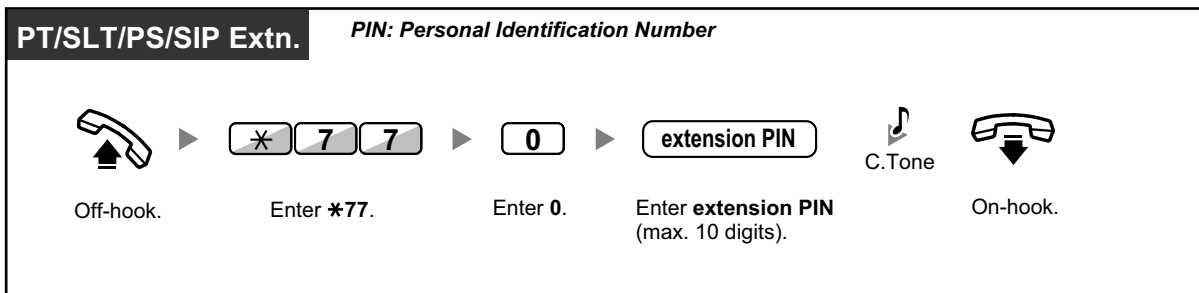 PT/SLT/PS/SIP Extn.
PIN: Personal Identification Number
* 7 7 0 extension PIN
C.Tone
Off-hook. Enter *77. Enter 0. Enter extension PIN On-hook.
(max. 10 digits).